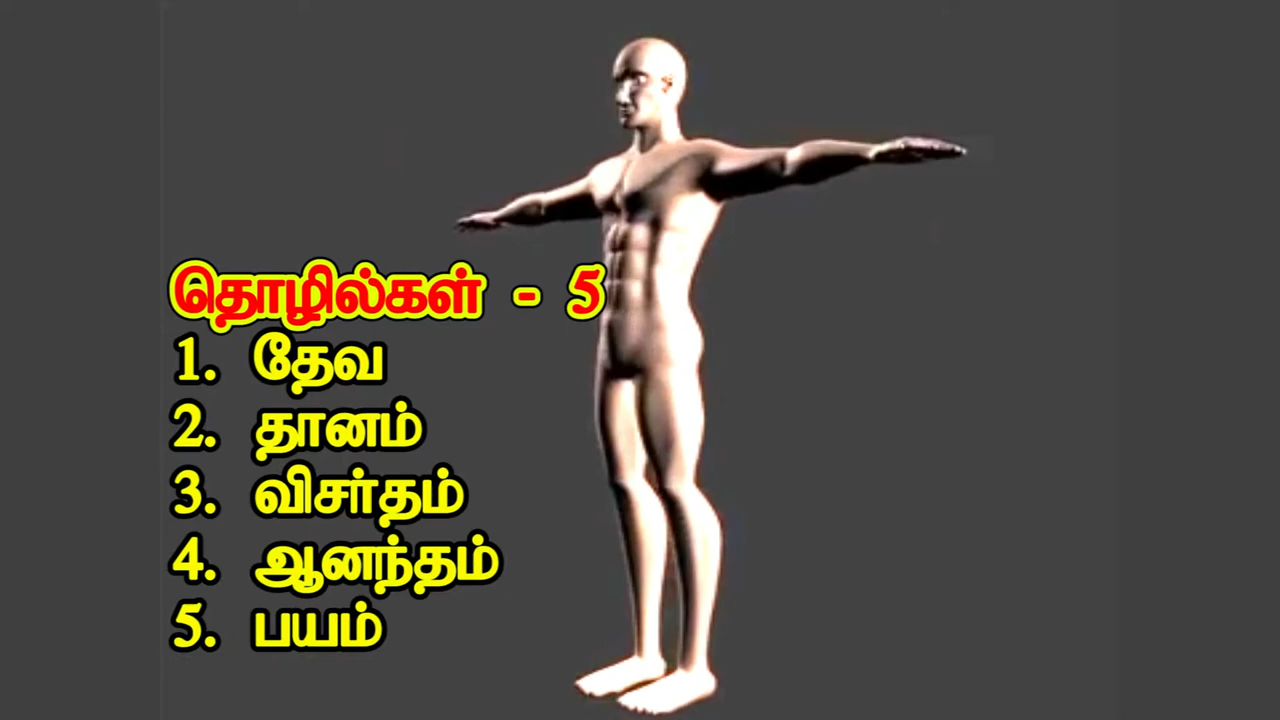 தொழில்கள் - 5
1. தேவ
2. தானம்
3. விசர்தம்
4. ஆனந்தம்
5. பயம்